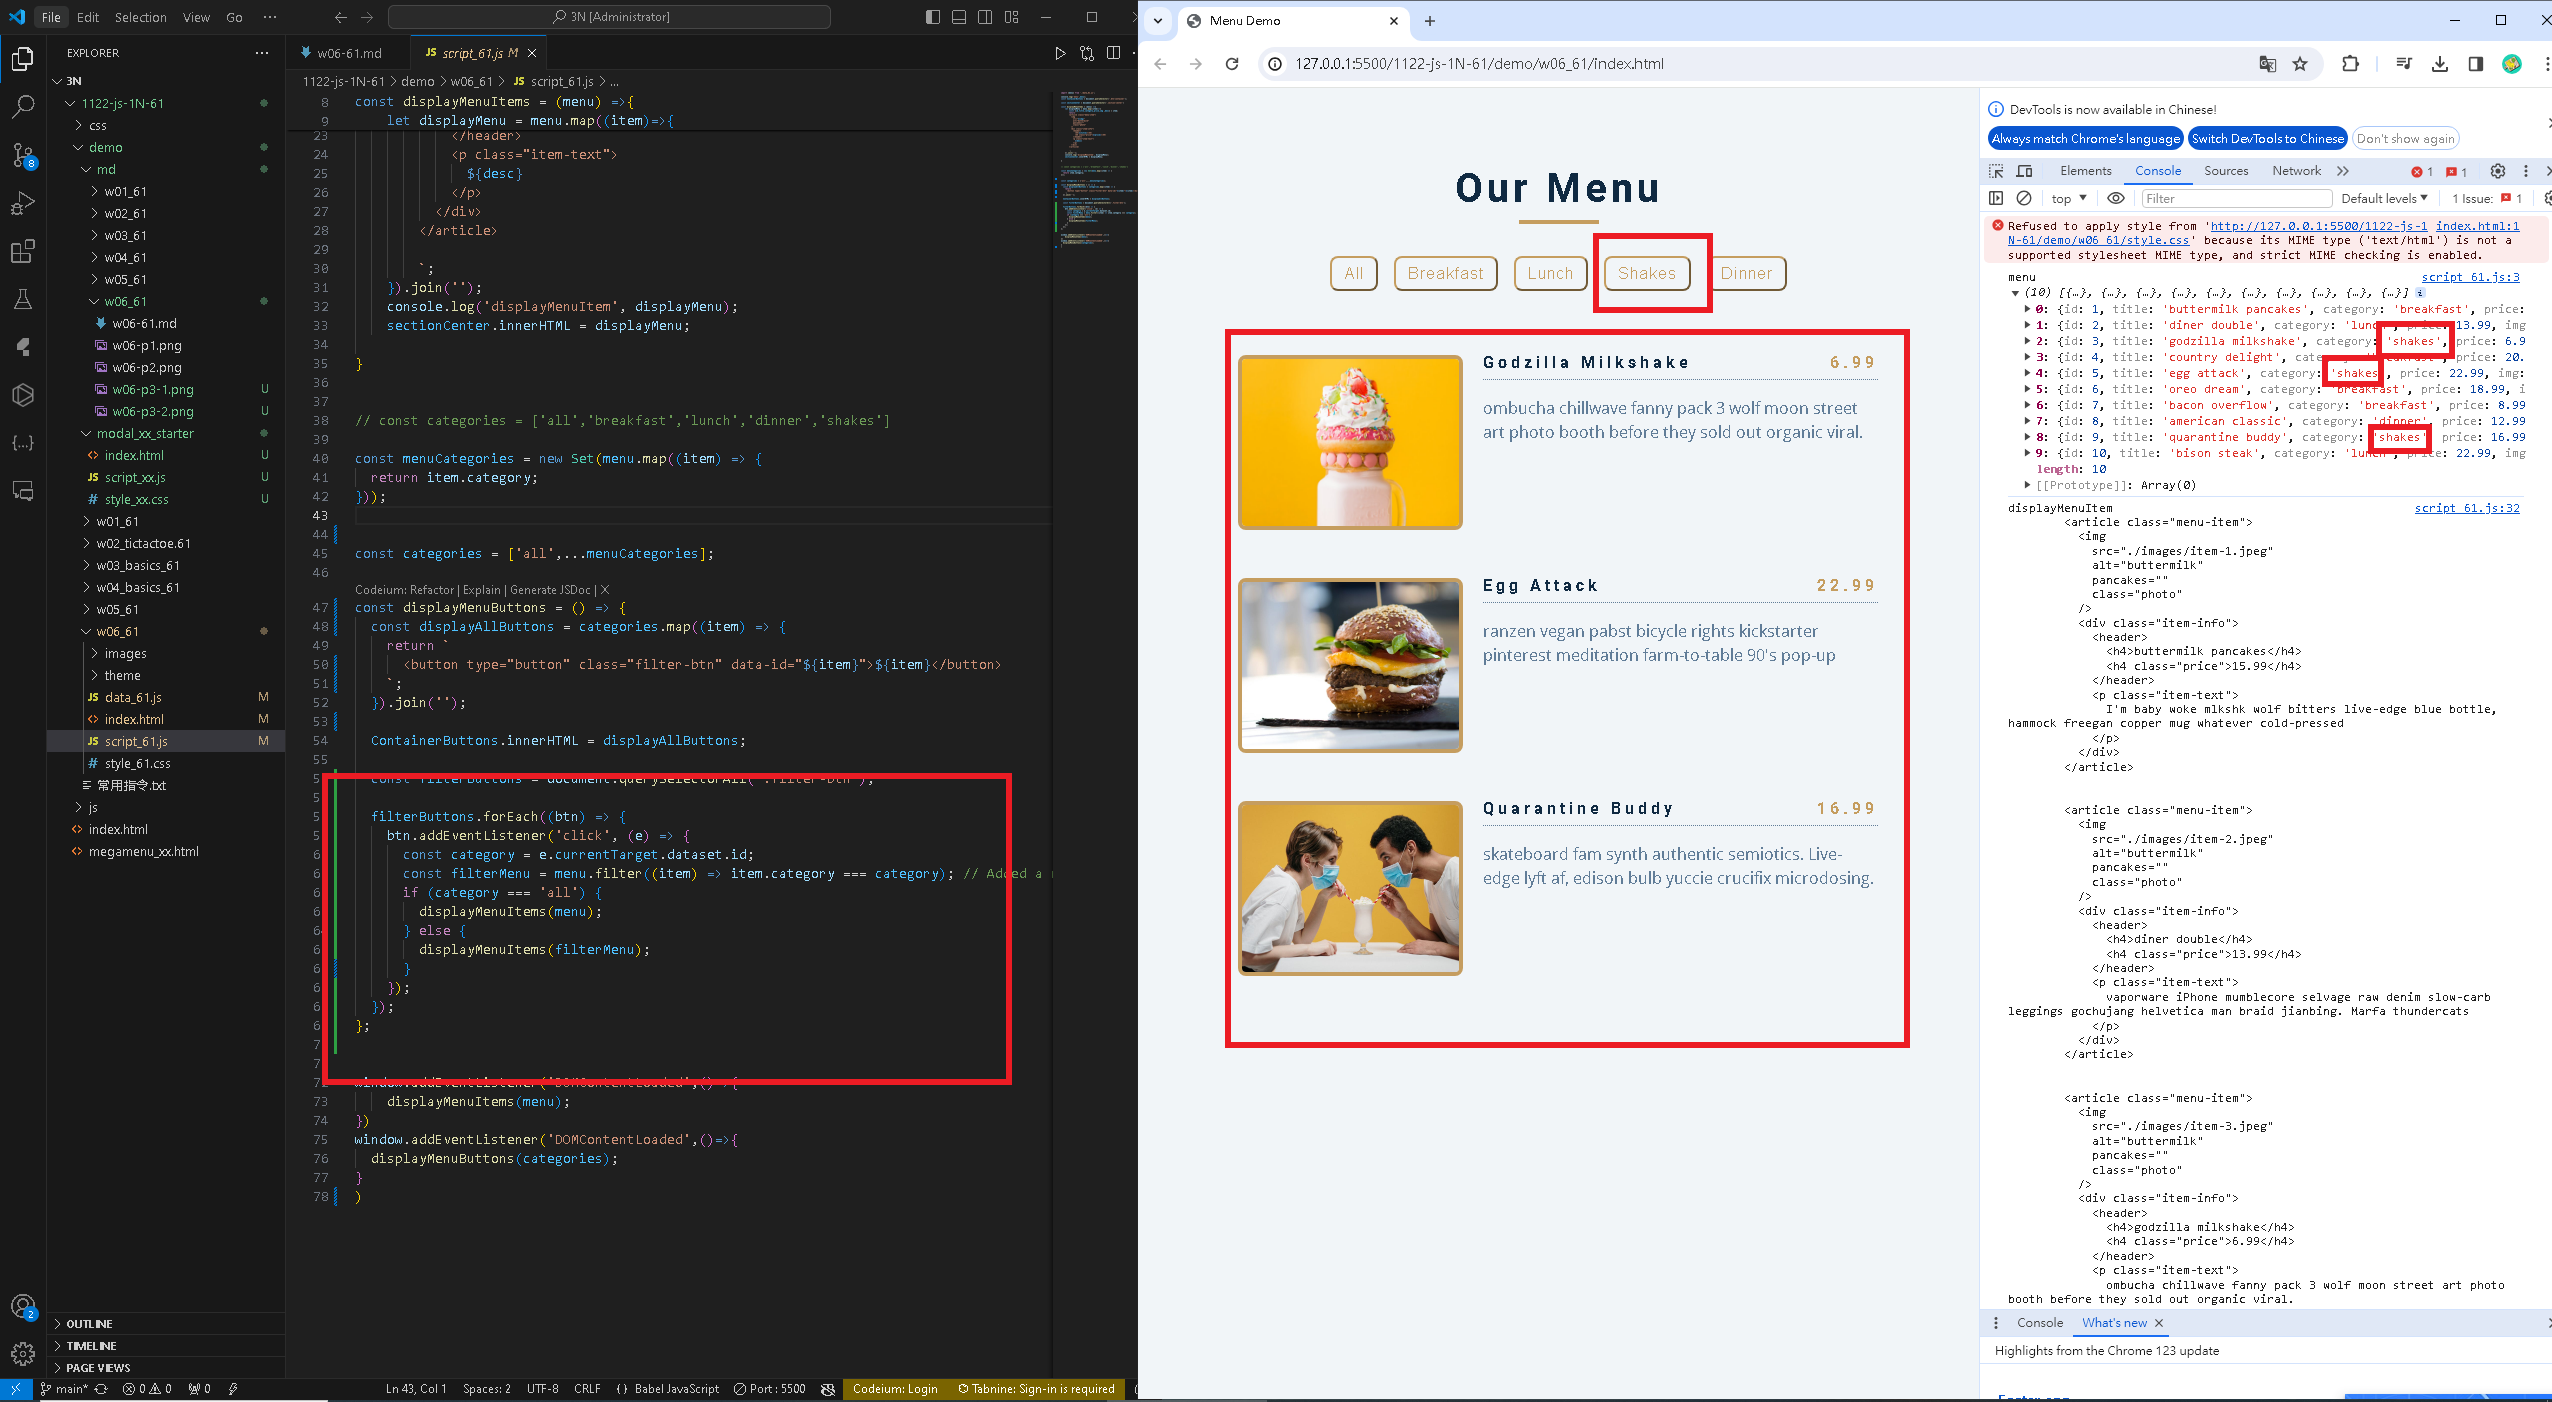 File Edit Selection View Go ···
3N [Administrator]
EXPLORER
3N
1122-js-1N-61
css
demo
md
w01_61
w02_61
w03_61
w04_61
w05_61
w06_61
w06-61.md
w06-p1.png
w06-p2.png
w06-p3-1.png U
w06-p3-2.png U
modal_xx_starter
index.html U
script_xx.js U
style_xx.css U
w01_61
w02_tictactoe.61
w03_basics_61
w04_basics_61
w05_61
w06_61
images
theme
data_61.js M
index.html M
script_61.js M
style_61.css
常用指令.txt
js
index.html
megamenu_xx.html
OUTLINE
TIMELINE
PAGE VIEWS
w06-61.md
script_61.js M
1122-js-1N-61 > demo > w06_61 > script_61.js > ...
8 const displayMenuItems = (menu) =>{
9 let displayMenu = menu.map((item)=>{
23 </header>
24 <p class="item-text">
25 ${desc}
26 </p>
27 </div>
28 </article>
29
30 `;
31 }).join('');
32 console.log('displayMenuItem', displayMenu);
33 sectionCenter.innerHTML = displayMenu;
34
35 }
36
37
38 // const categories = ['all','breakfast','lunch','dinner','shakes']
39
40 const menuCategories = new Set(menu.map((item) => {
41 return item.category;
42 }));
43
44
45 const categories = ['all',...menuCategories];
46
Codeium: Refactor | Explain | Generate JSDoc | X
47 const displayMenuButtons = () => {
48 const displayAllButtons = categories.map((item) => {
49 return `
50 <button type="button" class="filter-btn" data-id="${item}">${item}</button>
51 `;
52 }).join('');
53
54 ContainerButtons.innerHTML = displayAllButtons;
55
const filterButtons = document.querySelectorAll('.filter-btn');
filterButtons.forEach((btn) => {
btn.addEventListener('click', (e) => {
const category = e.currentTarget.dataset.id;
const filterMenu = menu.filter((item) => item.category === category); // Added a
if (category === 'all') {
displayMenuItems(menu);
} else {
displayMenuItems(filterMenu);
}
});
});
};
72 window.addEventListener('DOMContentLoaded',()=>{
73 displayMenuItems(menu);
74 })
75 window.addEventListener('DOMContentLoaded',()=>{
76 displayMenuButtons(categories);
77 }
78 )
main* 0 0 0 Ln 43, Col 1 Spaces: 2 UTF-8 CRLF {} Babel JavaScript Port : 5500 Codeium: Login Tabnine: Sign-in is required
Menu Demo
127.0.0.1:5500/1122-js-1N-61/demo/w06_61/index.html
Our Menu
All Breakfast Lunch Shakes Dinner
Godzilla Milkshake 6.99
ombucha chillwave fanny pack 3 wolf moon street
art photo booth before they sold out organic viral.
Egg Attack 22.99
ranzen vegan pabst bicycle rights kickstarter
pinterest meditation farm-to-table 90's pop-up
Quarantine Buddy 16.99
skateboard fam synth authentic semiotics. Live-
edge lyft af, edison bulb yuccie crucifix microdosing.
DevTools is now available in Chinese!
Always match Chrome's language Switch DevTools to Chinese Don't show again
Elements Console Sources Network 1 1
top Filter Default levels 1 Issue: 1
Refused to apply style from 'http://127.0.0.1:5500/1122-js-1 index.html:1
N-61/demo/w06_61/style.css' because its MIME type ('text/html') is not a
supported stylesheet MIME type, and strict MIME checking is enabled.
menu script_61.js:3
(10) [{…}, {…}, {…}, {…}, {…}, {…}, {…}, {…}, {…}, {…}]
0: {id: 1, title: 'buttermilk pancakes', category: 'breakfast', price:
1: {id: 2, title: 'diner double', category: 'lunch', price: 13.99, img
2: {id: 3, title: 'godzilla milkshake', category: 'shakes', price: 6.9
3: {id: 4, title: 'country delight', category: 'breakfast', price: 20.
4: {id: 5, title: 'egg attack', category: 'shakes', price: 22.99, img:
5: {id: 6, title: 'oreo dream', category: 'breakfast', price: 18.99, i
6: {id: 7, title: 'bacon overflow', category: 'breakfast', price: 8.99
7: {id: 8, title: 'american classic', category: 'dinner', price: 12.99
8: {id: 9, title: 'quarantine buddy', category: 'shakes' price: 16.99
9: {id: 10, title: 'bison steak', category: 'lunch', price: 22.99, img
length: 10
[[Prototype]]: Array(0)
displayMenuItem script_61.js:32
<article class="menu-item">
<img
src="./images/item-1.jpeg"
alt="buttermilk"
pancakes=""
class="photo"
/>
<div class="item-info">
<header>
<h4>buttermilk pancakes</h4>
<h4 class="price">15.99</h4>
</header>
<p class="item-text">
I'm baby woke mlkshk wolf bitters live-edge blue bottle,
hammock freegan copper mug whatever cold-pressed
</p>
</div>
</article>
<article class="menu-item">
<img
src="./images/item-2.jpeg"
alt="buttermilk"
pancakes=""
class="photo"
/>
<div class="item-info">
<header>
<h4>diner double</h4>
<h4 class="price">13.99</h4>
</header>
<p class="item-text">
vaporware iPhone mumblecore selvage raw denim slow-carb
leggings gochujang helvetica man braid jianbing. Marfa thundercats
</p>
</div>
</article>
<article class="menu-item">
<img
src="./images/item-3.jpeg"
alt="buttermilk"
pancakes=""
class="photo"
/>
<div class="item-info">
<header>
<h4>godzilla milkshake</h4>
<h4 class="price">6.99</h4>
</header>
<p class="item-text">
ombucha chillwave fanny pack 3 wolf moon street art photo
booth before they sold out organic viral.
Console What's new
Highlights from the Chrome 123 update